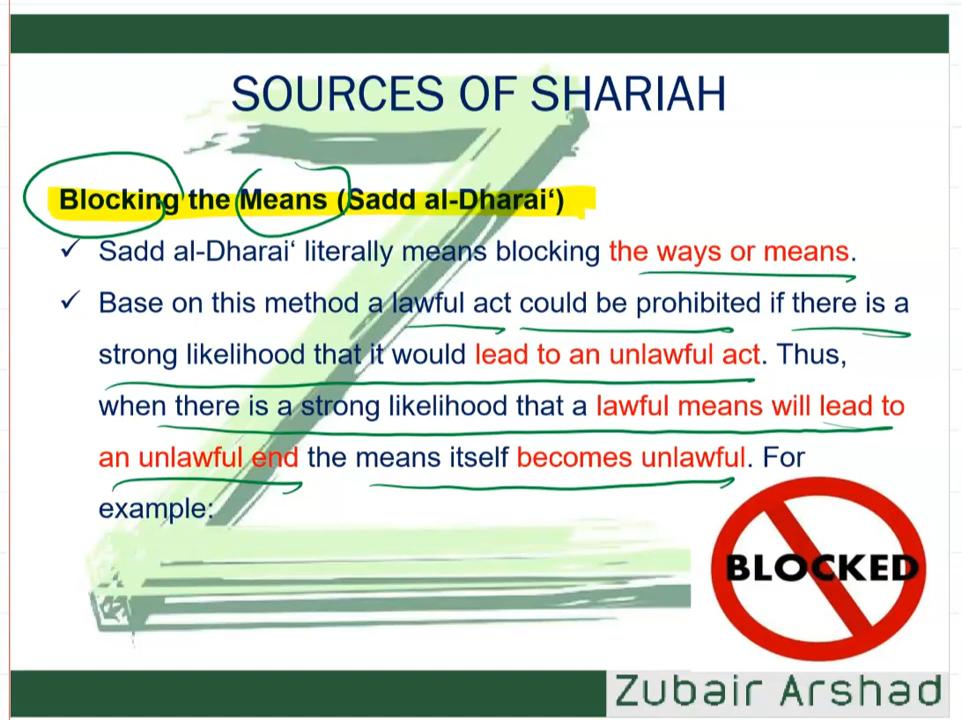 SOURCES OF SHARIAH
Blocking the Means (Sadd al-Dharai‘)
✓ Sadd al-Dharai‘ literally means blocking the ways or means.
✓ Base on this method a lawful act could be prohibited if there is a
strong likelihood that it would lead to an unlawful act. Thus,
when there is a strong likelihood that a lawful means will lead to
an unlawful end the means itself becomes unlawful. For
example:
BLOCKED
Zubair Arshad